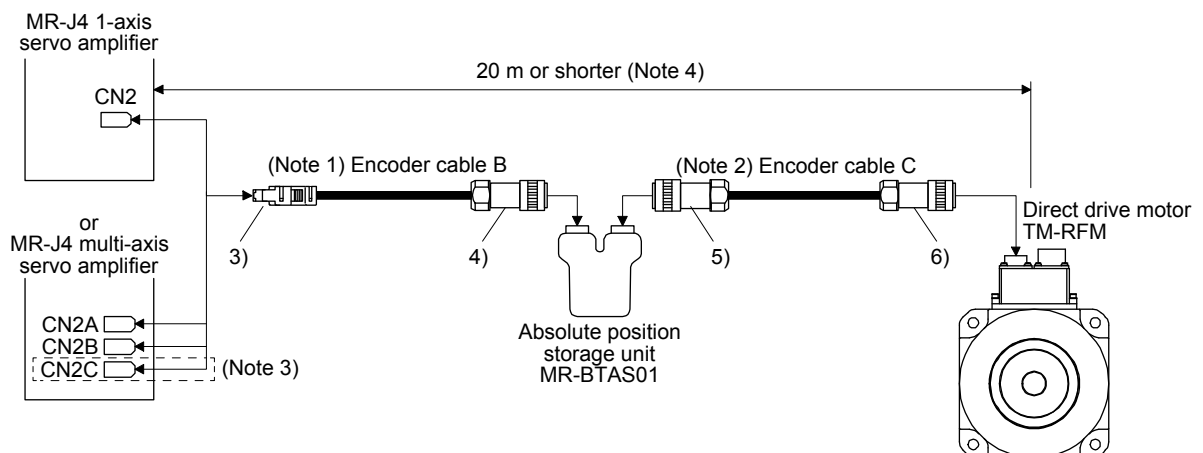 MR-J4 1-axis
servo amplifier
CN2
20 m or shorter (Note 4)
(Note 1) Encoder cable B
(Note 2) Encoder cable C
or
MR-J4 multi-axis
servo amplifier
3)
4)
5)
6)
Direct drive motor
TM-RFM
CN2A
CN2B
CN2C
(Note 3)
Absolute position
storage unit
MR-BTAS01